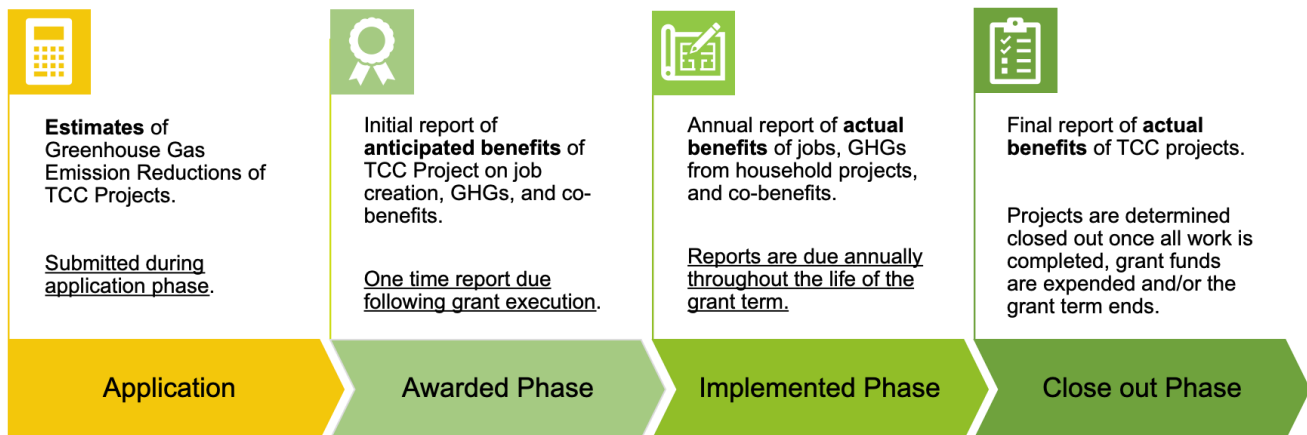 Estimates of
Greenhouse Gas
Emission Reductions of
TCC Projects.
Submitted during
application phase.
Initial report of
anticipated benefits of
TCC Project on job
creation, GHGs, and co-
benefits.
One time report due
following grant execution.
Annual report of actual
benefits of jobs, GHGs
from household projects,
and co-benefits.
Reports are due annually
throughout the life of the
grant term.
Final report of actual
benefits of TCC projects.
Projects are determined
closed out once all work is
completed, grant funds
are expended and/or the
grant term ends.
Application
Awarded Phase
Implemented Phase
Close out Phase